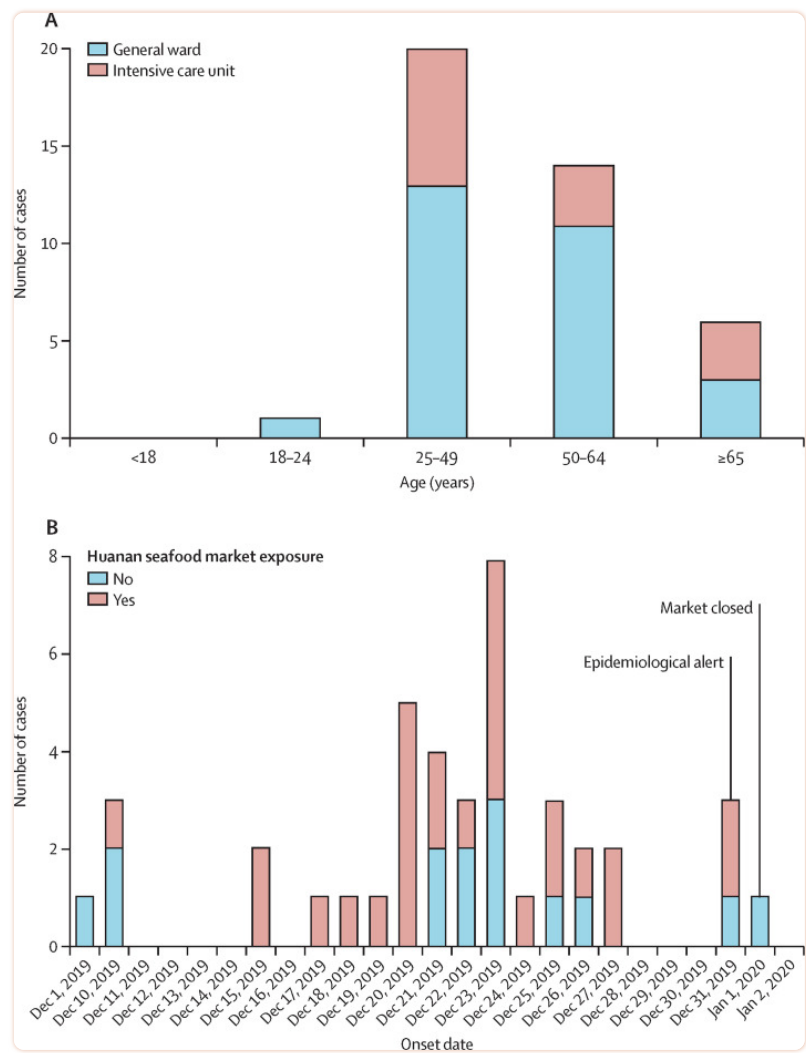 A
General ward
Intensive care unit
20
15
10
5
0
Number of cases
<18
18–24
25–49
50–64
≥65
Age (years)
B
Huanan seafood market exposure
No
Yes
8
6
4
2
0
Number of cases
Market closed
Epidemiological alert
Dec 1, 2019
Dec 10, 2019
Dec 11, 2019
Dec 12, 2019
Dec 13, 2019
Dec 14, 2019
Dec 15, 2019
Dec 16, 2019
Dec 17, 2019
Dec 18, 2019
Dec 19, 2019
Dec 20, 2019
Dec 21, 2019
Dec 22, 2019
Dec 23, 2019
Dec 24, 2019
Dec 25, 2019
Dec 26, 2019
Dec 27, 2019
Dec 28, 2019
Dec 29, 2019
Dec 30, 2019
Dec 31, 2019
Jan 1, 2020
Jan 2, 2020
Onset date